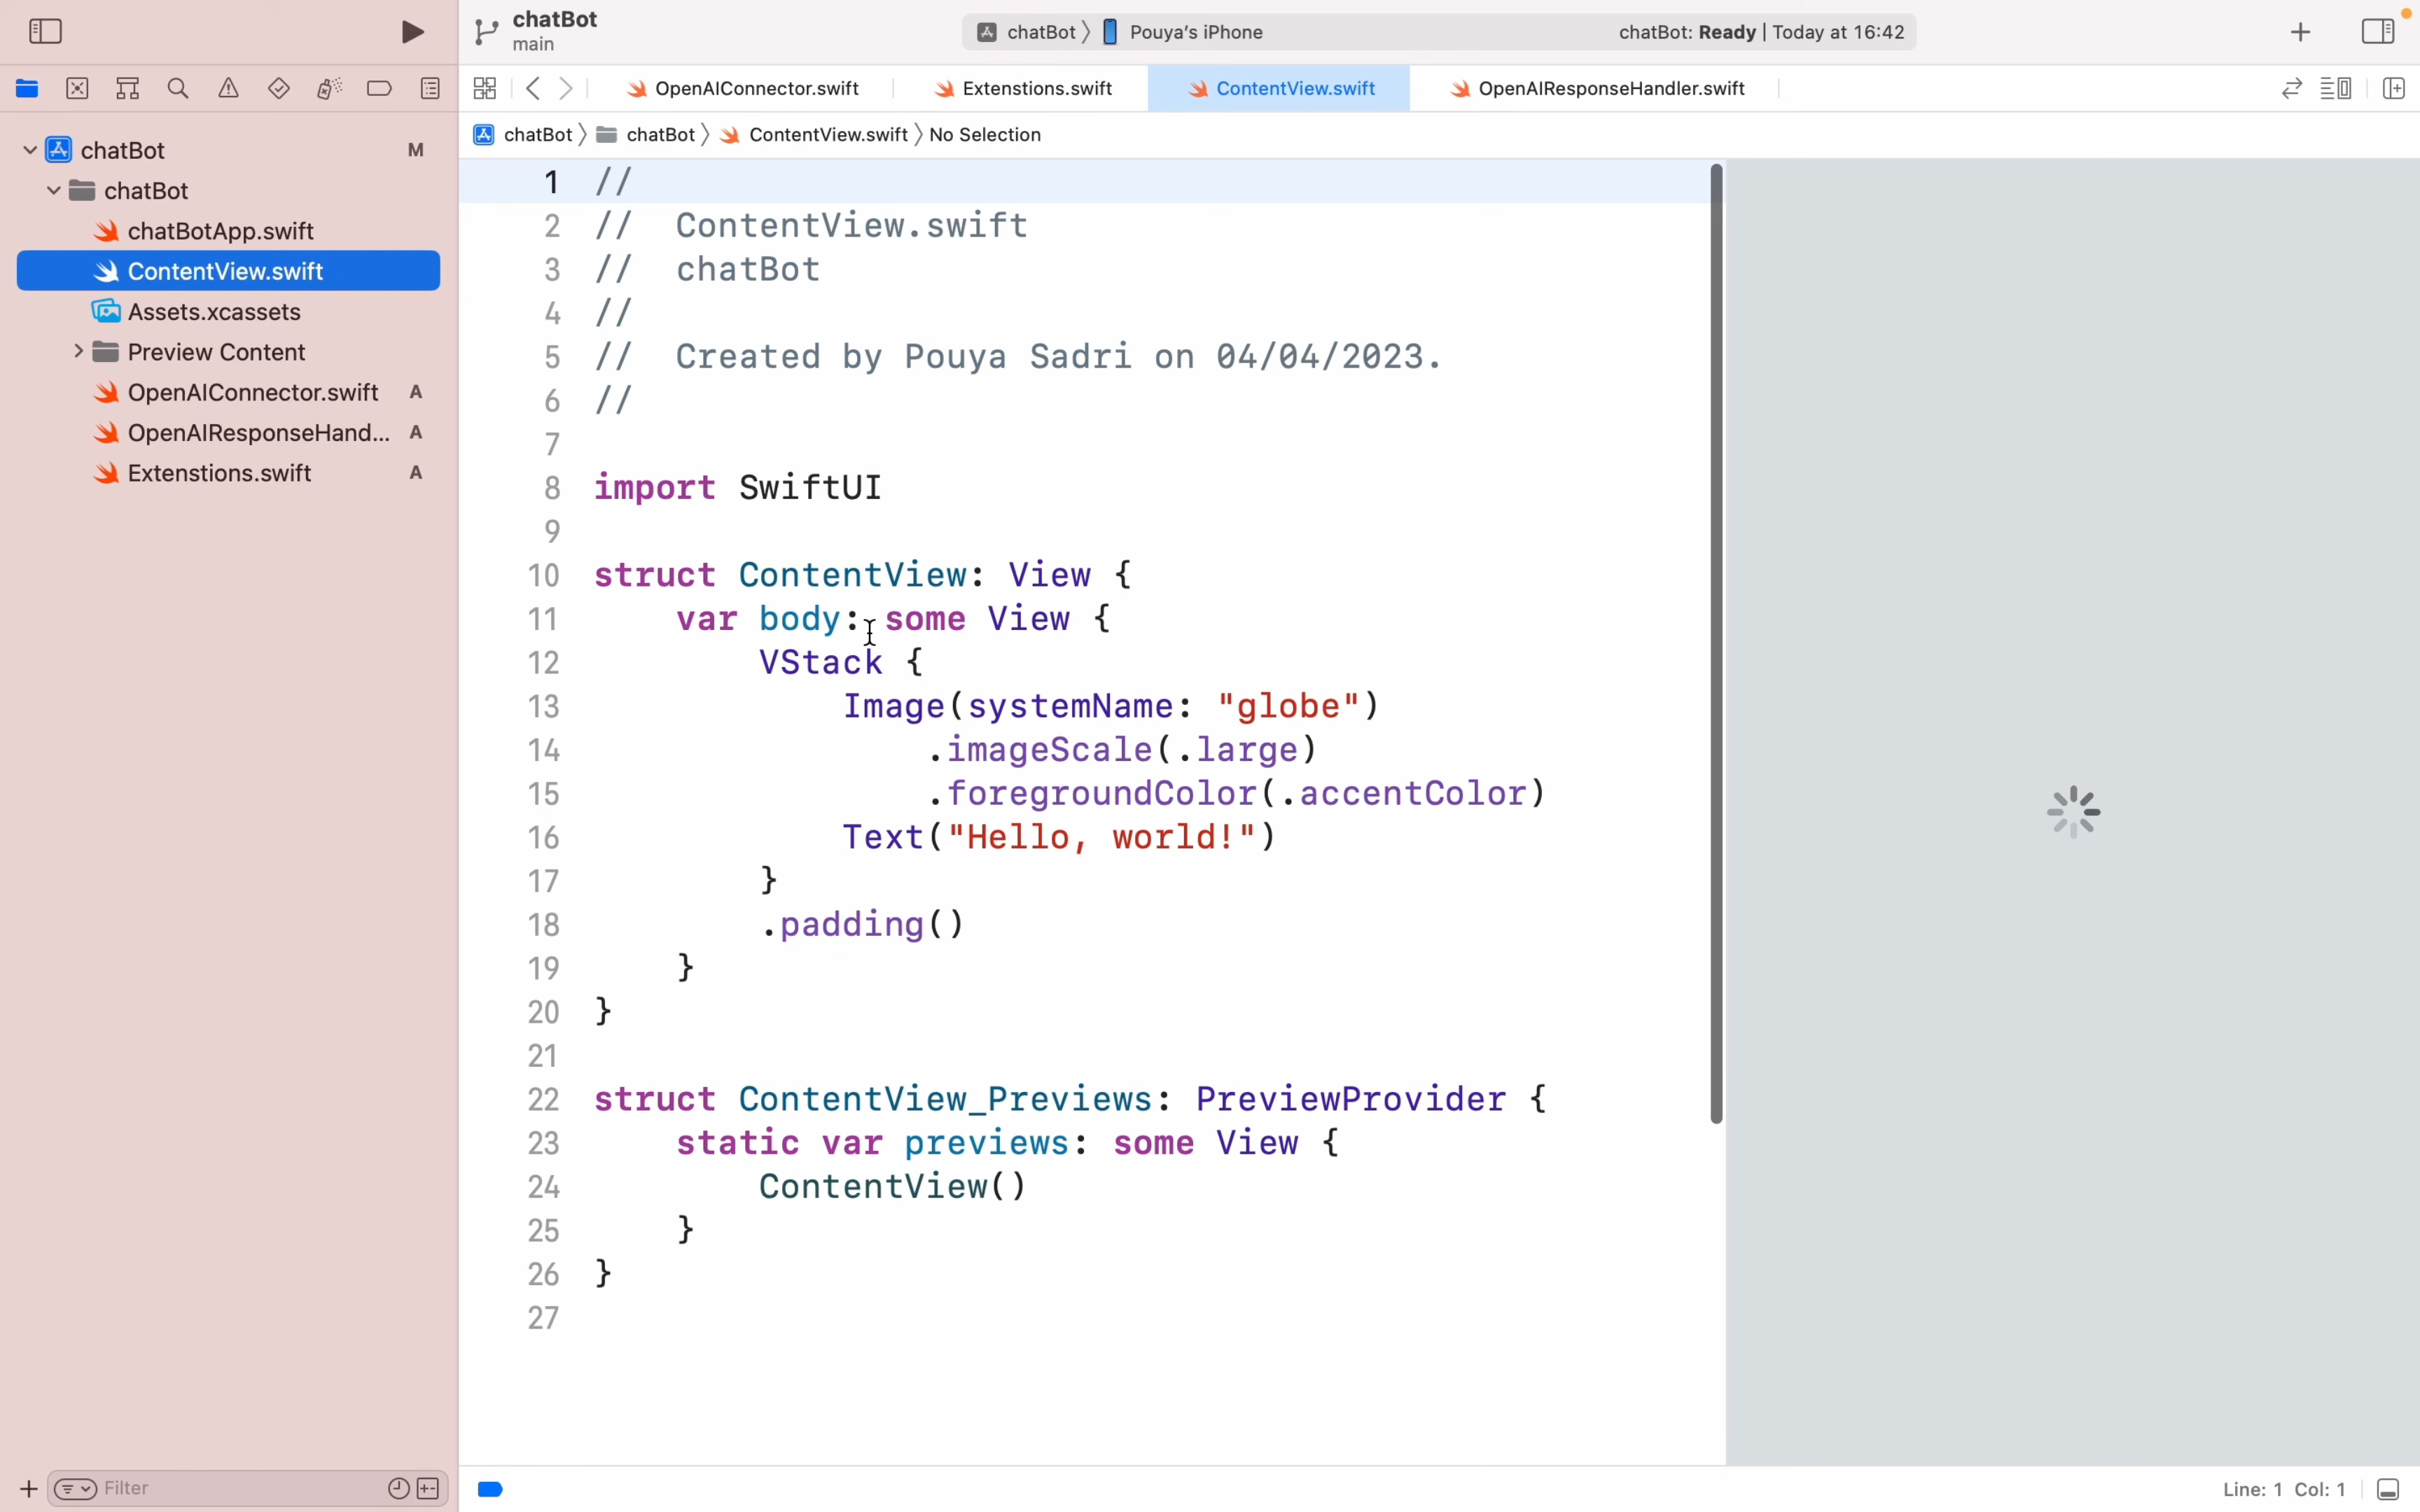 chatBot
main
chatBot
Pouya's iPhone
chatBot: Ready | Today at 16:42
OpenAIConnector.swift
Extenstions.swift
ContentView.swift
OpenAIResponseHandler.swift
chatBot
chatBot
ContentView.swift
No Selection
chatBot M
chatBot
chatBotApp.swift
ContentView.swift
Assets.xcassets
Preview Content
OpenAIConnector.swift A
OpenAIResponseHand... A
Extenstions.swift A
1 //
2 //  ContentView.swift
3 //  chatBot
4 //
5 //  Created by Pouya Sadri on 04/04/2023.
6 //
7
8 import SwiftUI
9
10 struct ContentView: View {
11     var body: some View {
12         VStack {
13             Image(systemName: "globe")
14                 .imageScale(.large)
15                 .foregroundColor(.accentColor)
16             Text("Hello, world!")
17         }
18         .padding()
19     }
20 }
21
22 struct ContentView_Previews: PreviewProvider {
23     static var previews: some View {
24         ContentView()
25     }
26 }
27
Filter
Line: 1 Col: 1